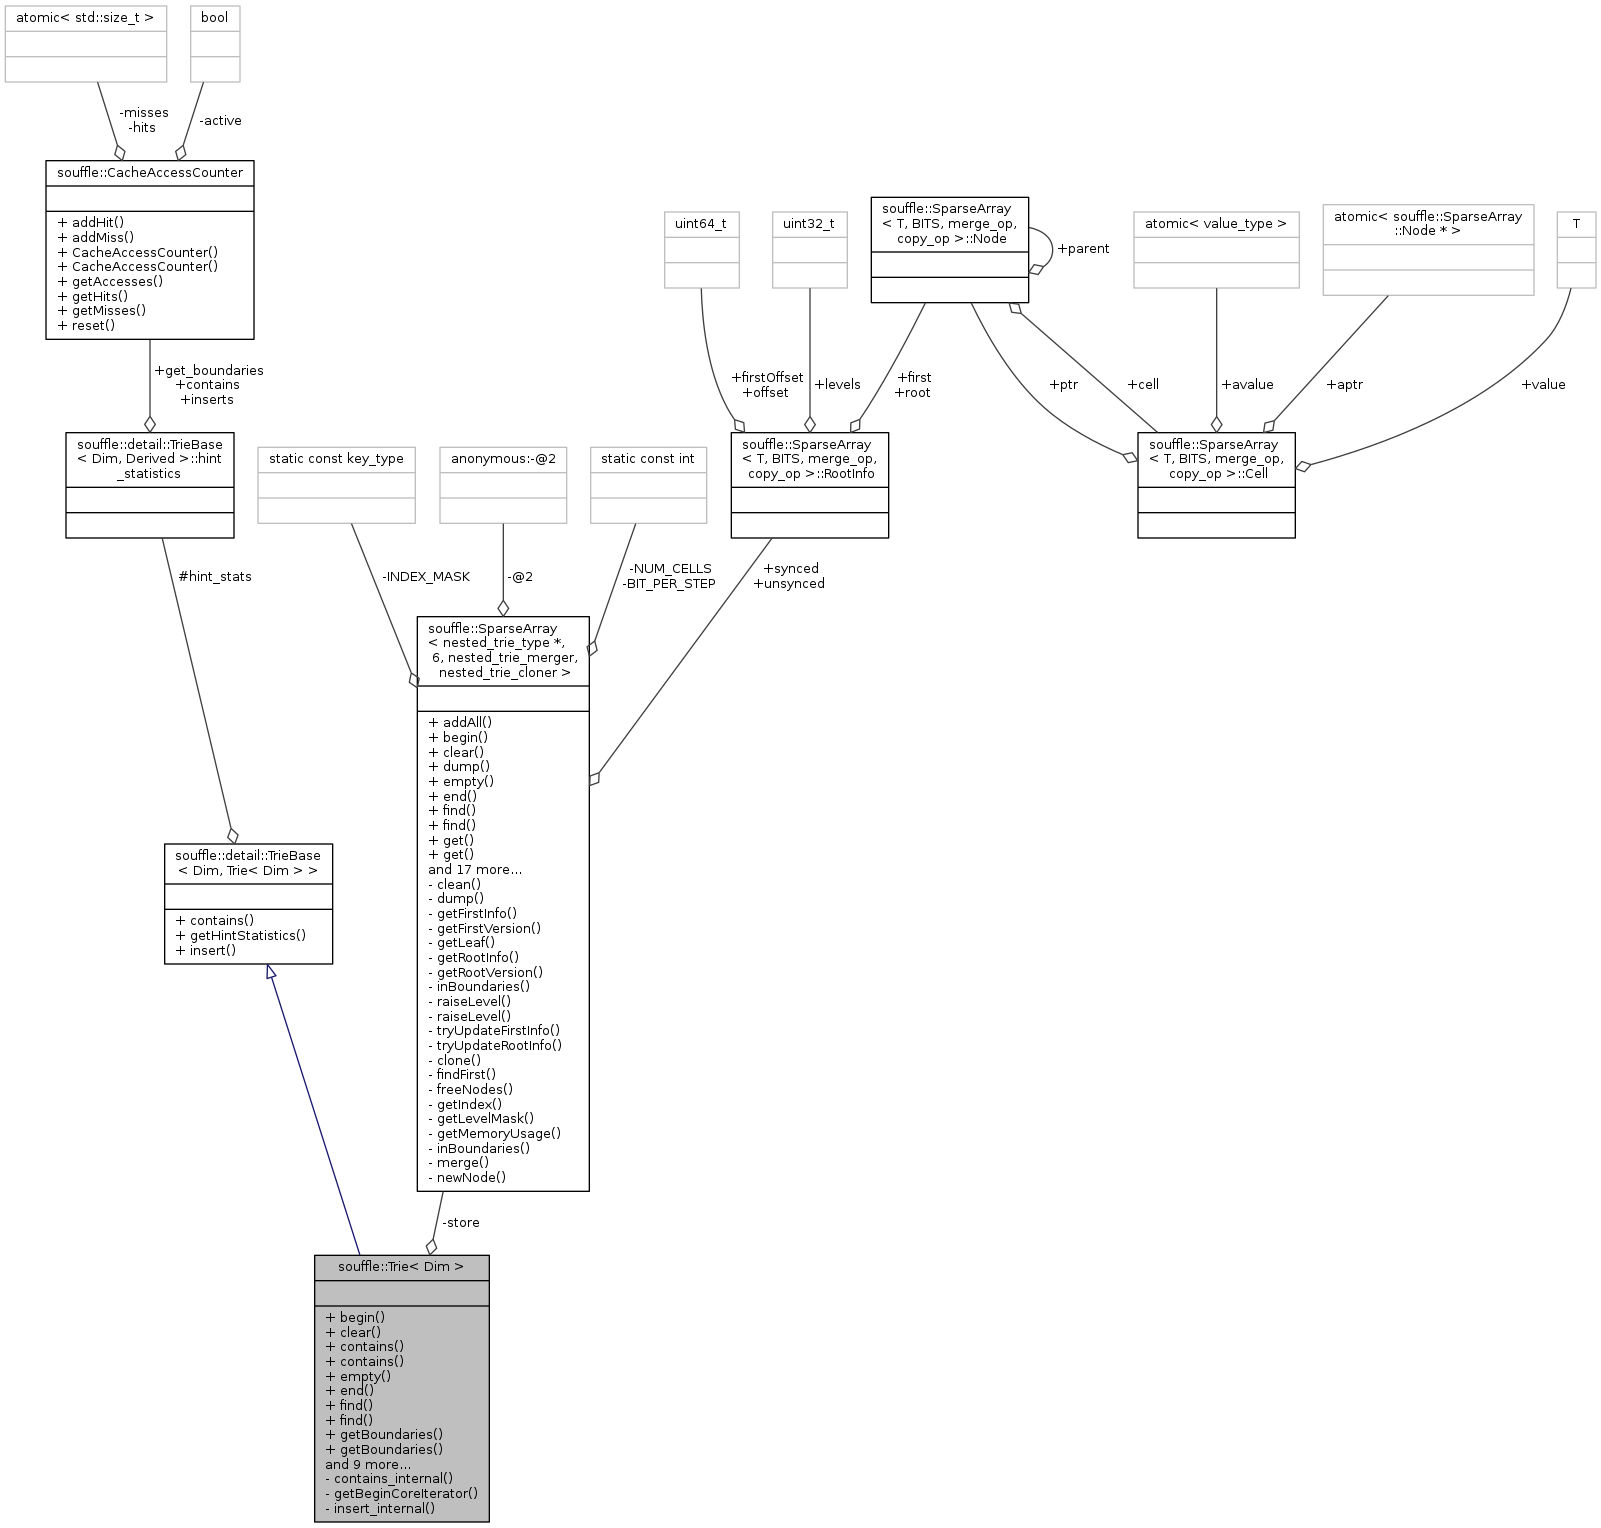 atomic< std::size_t >
bool
-misses
-hits
-active
souffle::CacheAccessCounter
+ addHit()
+ addMiss()
+ CacheAccessCounter()
+ CacheAccessCounter()
+ getAccesses()
+ getHits()
+ getMisses()
+ reset()
uint64_t
uint32_t
souffle::SparseArray
< T, BITS, merge_op,
copy_op >::Node
+parent
atomic< value_type >
atomic< souffle::SparseArray
::Node * >
T
+get_boundaries
+contains
+inserts
+firstOffset
+offset
+levels
+first
+root
+ptr
+cell
+avalue
+aptr
+value
souffle::detail::TrieBase
< Dim, Derived >::hint
_statistics
static const key_type
anonymous:-@2
static const int
souffle::SparseArray
< T, BITS, merge_op,
copy_op >::RootInfo
souffle::SparseArray
< T, BITS, merge_op,
copy_op >::Cell
#hint_stats
-INDEX_MASK
-@2
-NUM_CELLS
-BIT_PER_STEP
+synced
+unsynced
souffle::SparseArray
< nested_trie_type *,
6, nested_trie_merger,
nested_trie_cloner >
+ addAll()
+ begin()
+ clear()
+ dump()
+ empty()
+ end()
+ find()
+ find()
+ get()
+ get()
and 17 more...
- clean()
- dump()
- getFirstInfo()
- getFirstVersion()
- getLeaf()
- getRootInfo()
- getRootVersion()
- inBoundaries()
- raiseLevel()
- raiseLevel()
- tryUpdateFirstInfo()
- tryUpdateRootInfo()
- clone()
- findFirst()
- freeNodes()
- getIndex()
- getLevelMask()
- getMemoryUsage()
- inBoundaries()
- merge()
- newNode()
souffle::detail::TrieBase
< Dim, Trie< Dim > >
+ contains()
+ getHintStatistics()
+ insert()
-store
souffle::Trie< Dim >
+ begin()
+ clear()
+ contains()
+ contains()
+ empty()
+ end()
+ find()
+ find()
+ getBoundaries()
+ getBoundaries()
and 9 more...
- contains_internal()
- getBeginCoreIterator()
- insert_internal()